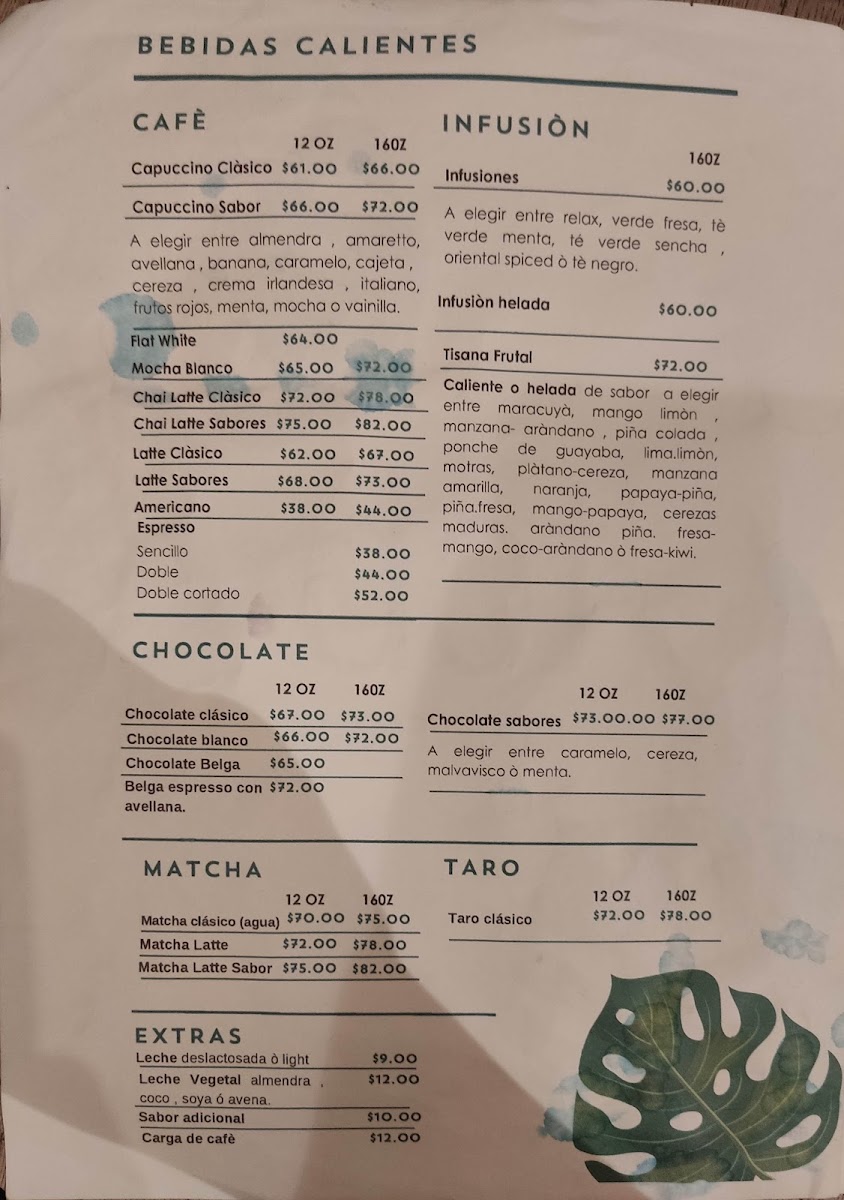 BEBIDAS CALIENTES
CAFÈ
12 OZ 16OZ
Capuccino Clàsico $61.00 $66.00
Capuccino Sabor $66.00 $72.00
A elegir entre almendra , amaretto,
avellana , banana, caramelo, cajeta ,
cereza , crema irlandesa , italiano,
frutos rojos, menta, mocha o vainilla.
Flat White $64.00
Mocha Blanco $65.00 $72.00
Chai Latte Clàsico $72.00 $78.00
Chai Latte Sabores $75.00 $82.00
Latte Clàsico $62.00 $67.00
Latte Sabores $68.00 $73.00
Americano $38.00 $44.00
Espresso
Sencillo $38.00
Doble $44.00
Doble cortado $52.00
INFUSIÒN
16OZ
Infusiones $60.00
A elegir entre relax, verde fresa, tè
verde menta, té verde sencha ,
oriental spiced ò tè negro.
Infusiòn helada $60.00
Tisana Frutal $72.00
Caliente o helada de sabor a elegir
entre maracuyà, mango limòn ,
manzana- aràndano , piña colada ,
ponche de guayaba, lima.limòn,
motras, plàtano-cereza, manzana
amarilla, naranja, papaya-piña,
piña.fresa, mango-papaya, cerezas
maduras. aràndano piña. fresa-
mango, coco-aràndano ò fresa-kiwi.
CHOCOLATE
12 OZ 16OZ
Chocolate clásico $67.00 $73.00
Chocolate blanco $66.00 $72.00
Chocolate Belga $65.00
Belga espresso con $72.00
avellana.
12 OZ 16OZ
Chocolate sabores $73.00.00 $77.00
A elegir entre caramelo, cereza,
malvavisco ò menta.
MATCHA
12 OZ 16OZ
Matcha clásico (agua) $70.00 $75.00
Matcha Latte $72.00 $78.00
Matcha Latte Sabor $75.00 $82.00
TARO
12 OZ 16OZ
Taro clásico $72.00 $78.00
EXTRAS
Leche deslactosada ò light $9.00
Leche Vegetal almendra , $12.00
coco , soya ó avena.
Sabor adicional $10.00
Carga de cafè $12.00